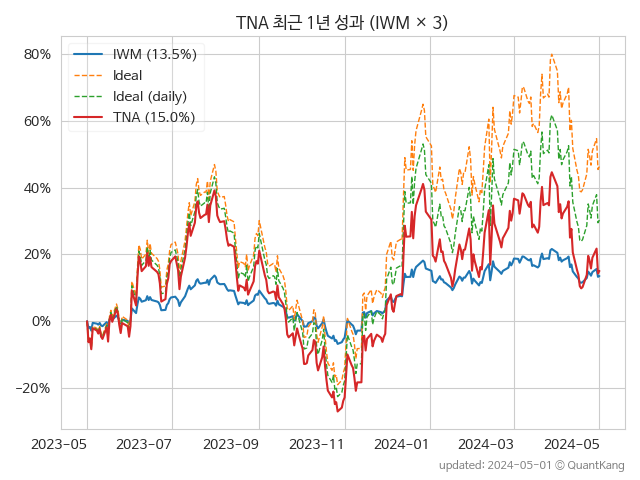 TNA 최근 1년 성과 (IWM × 3)
IWM (13.5%)
Ideal
Ideal (daily)
TNA (15.0%)
80%
60%
40%
20%
0%
−20%
2023-05 2023-07 2023-09 2023-11 2024-01 2024-03 2024-05
updated: 2024-05-01 © QuantKang